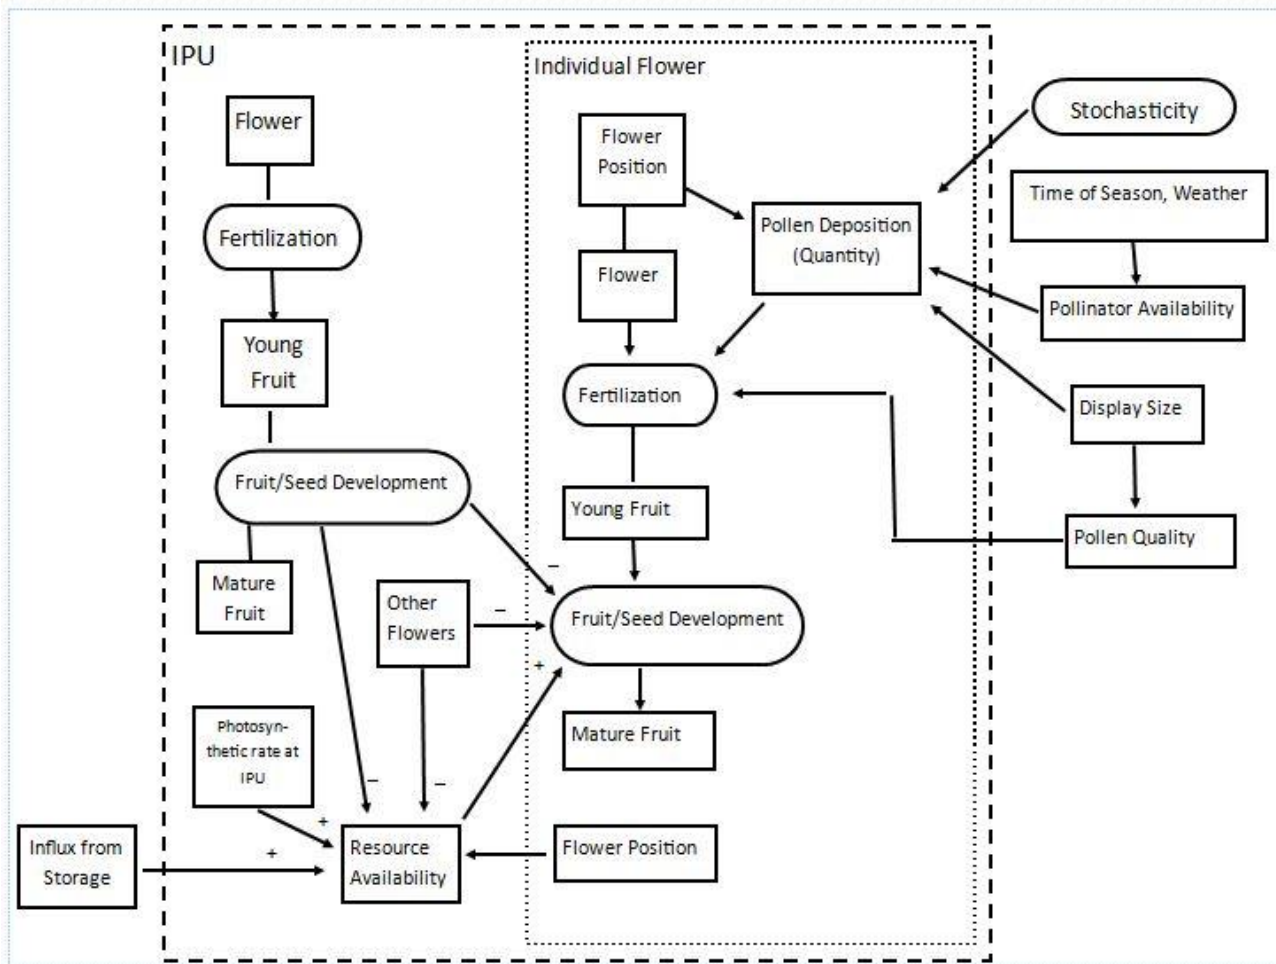 IPU
Flower
Fertilization
Young
Fruit
Fruit/Seed Development
Mature
Fruit
Other
Flowers
Photosyn-
thetic rate at
IPU
Influx from
Storage
Resource
Availability
–
–
–
+
+
+
Individual Flower
Flower
Position
Flower
Pollen Deposition
(Quantity)
Fertilization
Young Fruit
Fruit/Seed Development
Mature Fruit
Flower Position
Stochasticity
Time of Season, Weather
Pollinator Availability
Display Size
Pollen Quality